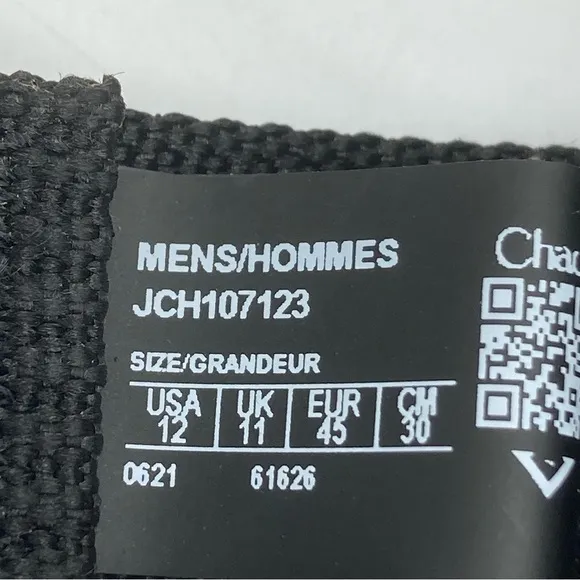 MENS/HOMMES
JCH107123
SIZE/GRANDEUR
USA UK EUR CM
12 11 45 30
0621 61626